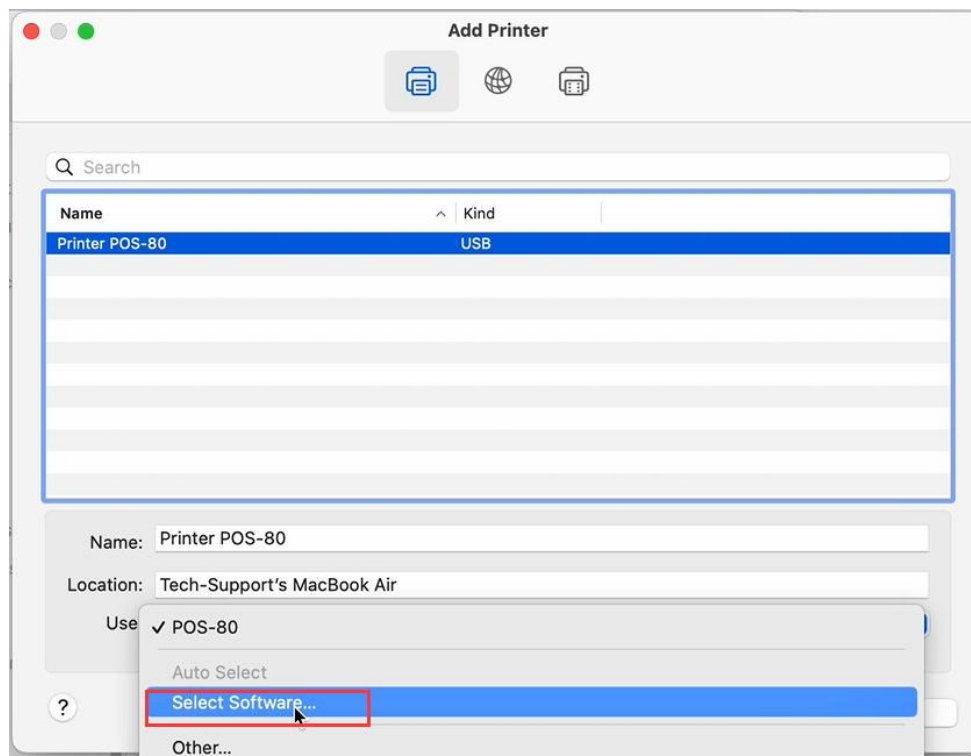 Add Printer
Search
Name Kind
Printer POS-80 USB
Name: Printer POS-80
Location: Tech-Support's MacBook Air
Use
✓ POS-80
Auto Select
Select Software...
?
Other...